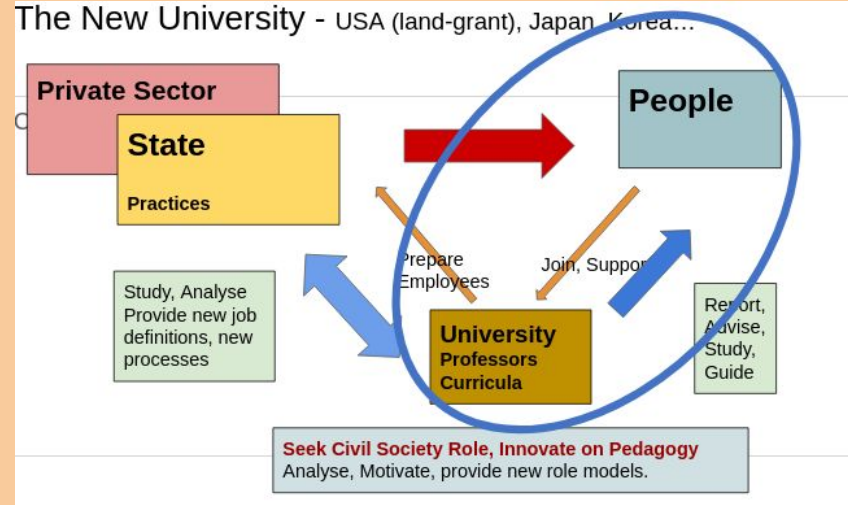 The New University - USA (land-grant), Japan, Korea...
Private Sector
State
Practices
People
Prepare
Employees
Join, Support
Study, Analyse
Provide new job
definitions, new
processes
University
Professors
Curricula
Report,
Advise,
Study,
Guide
Seek Civil Society Role, Innovate on Pedagogy
Analyse, Motivate, provide new role models.